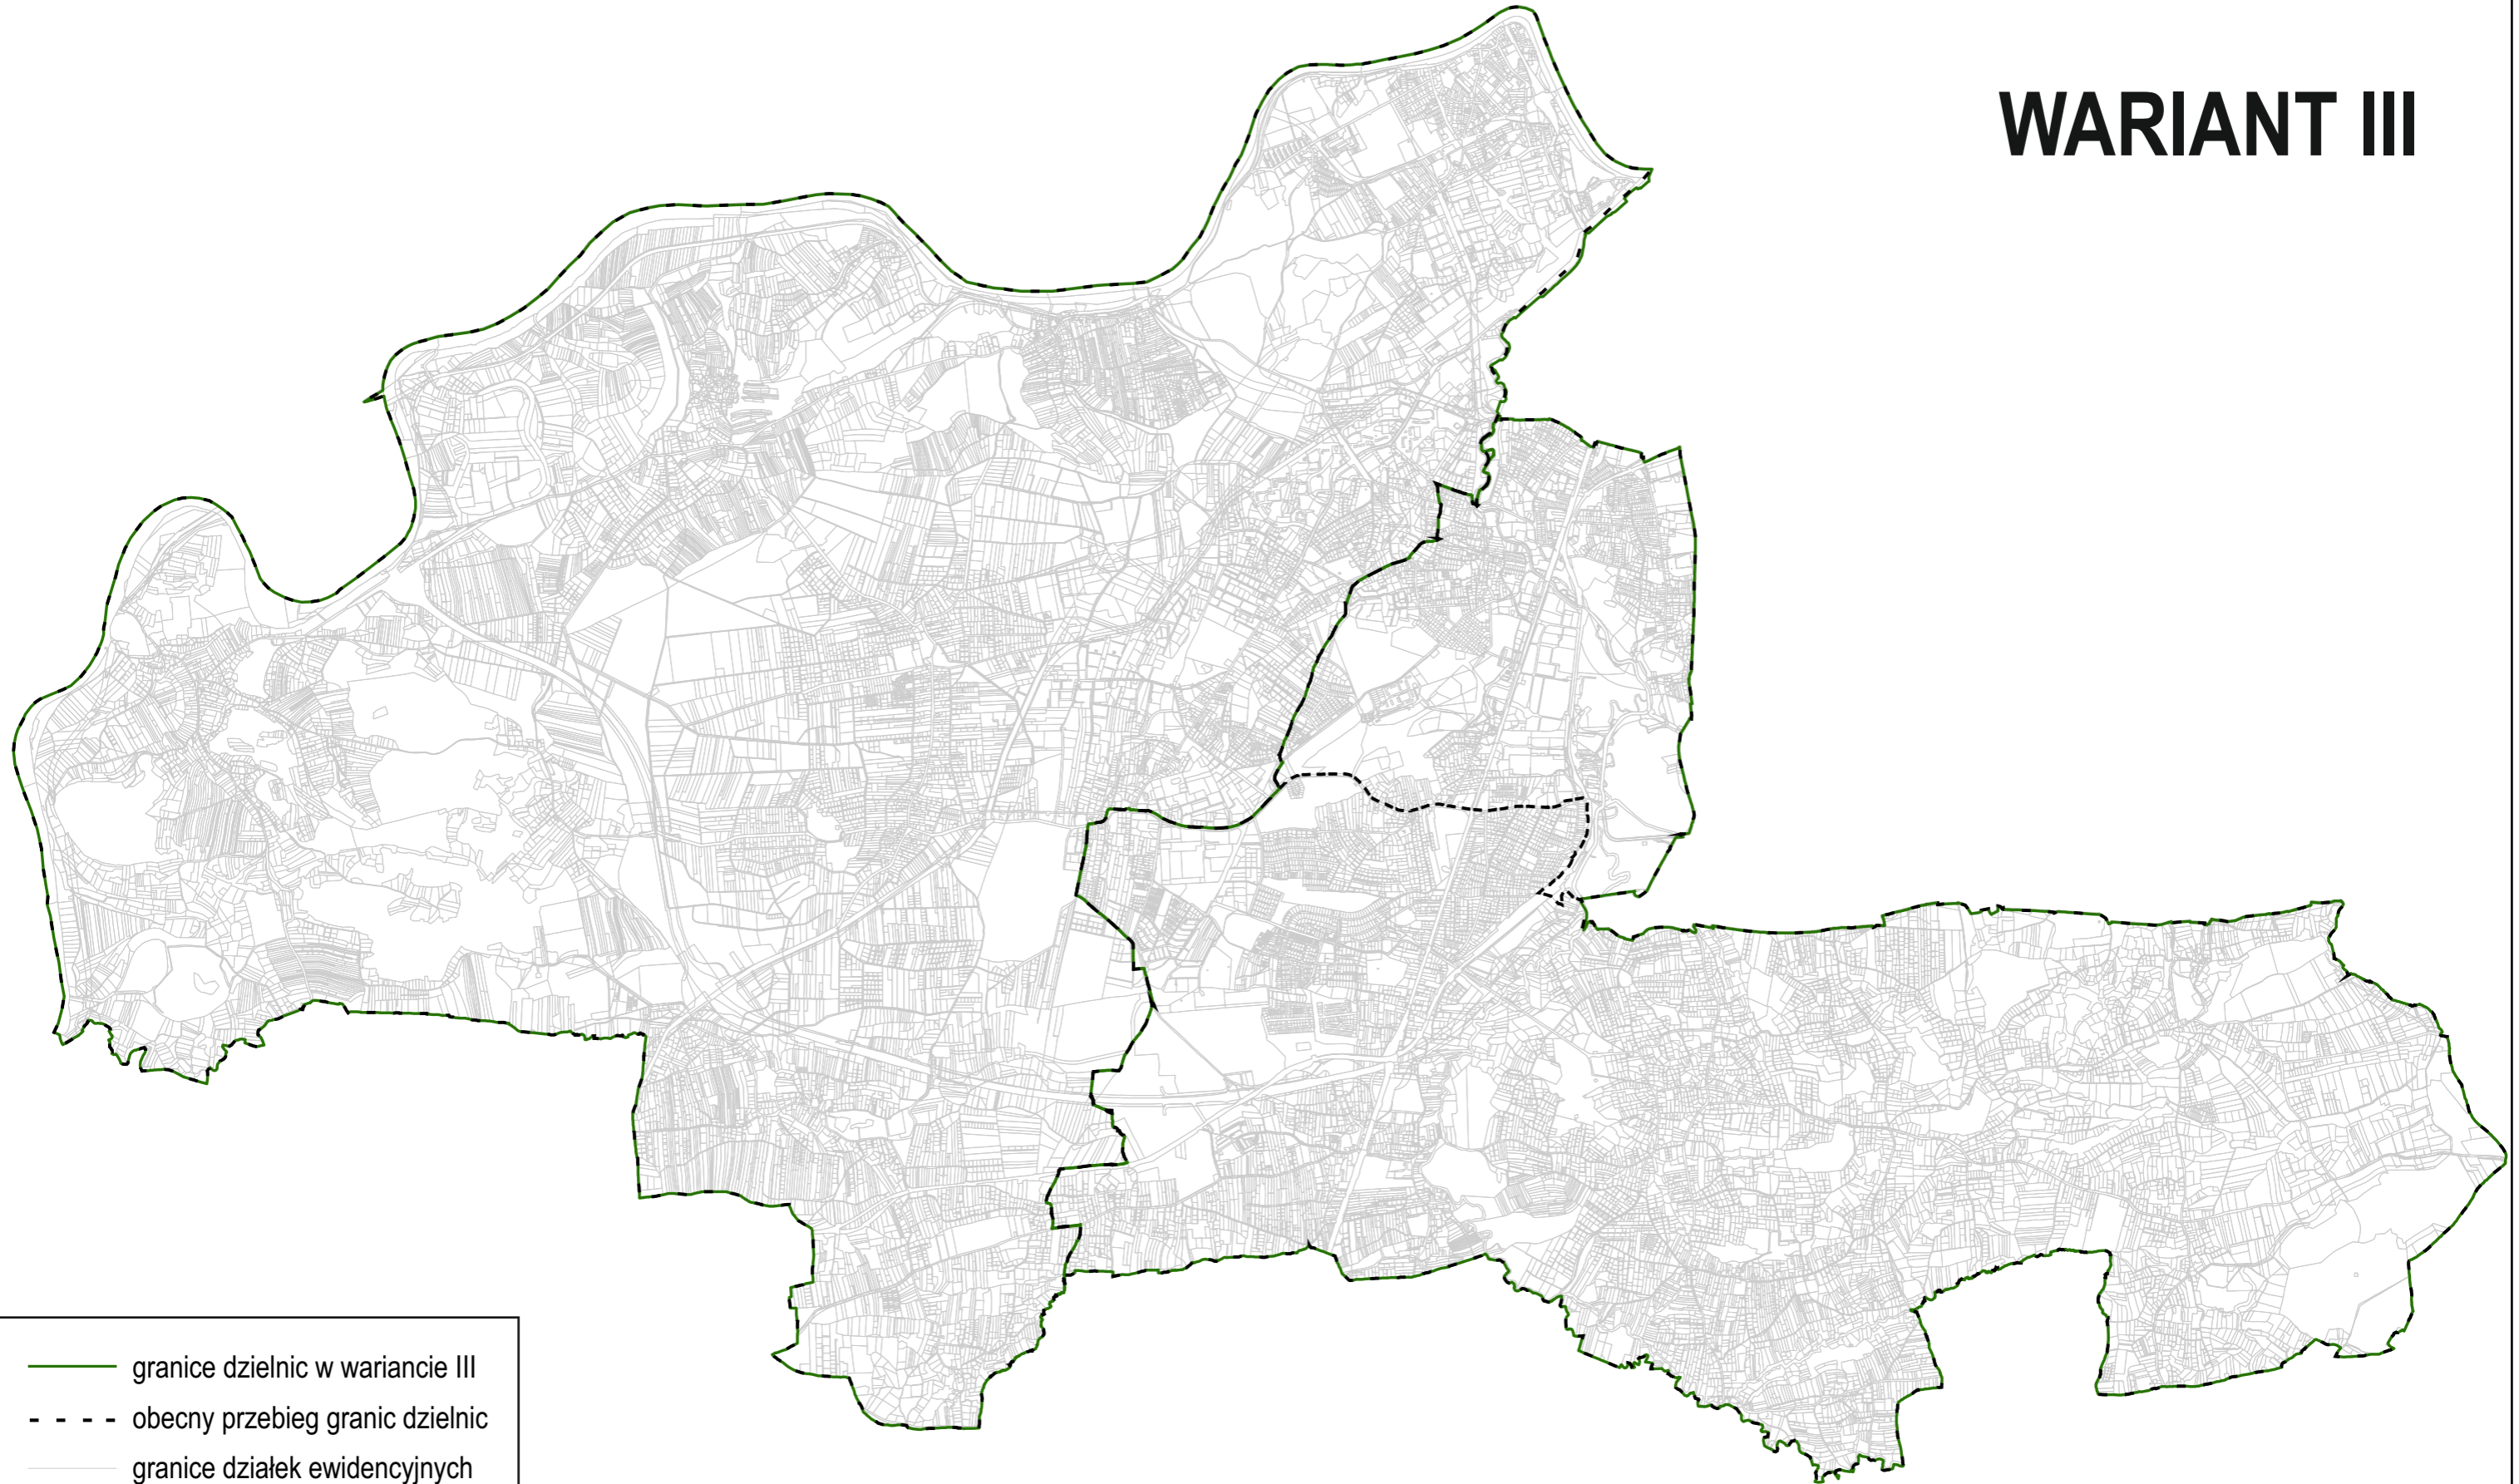 WARIANT III
granice dzielnic w wariancie III
obecny przebieg granic dzielnic
granice działek ewidencyjnych